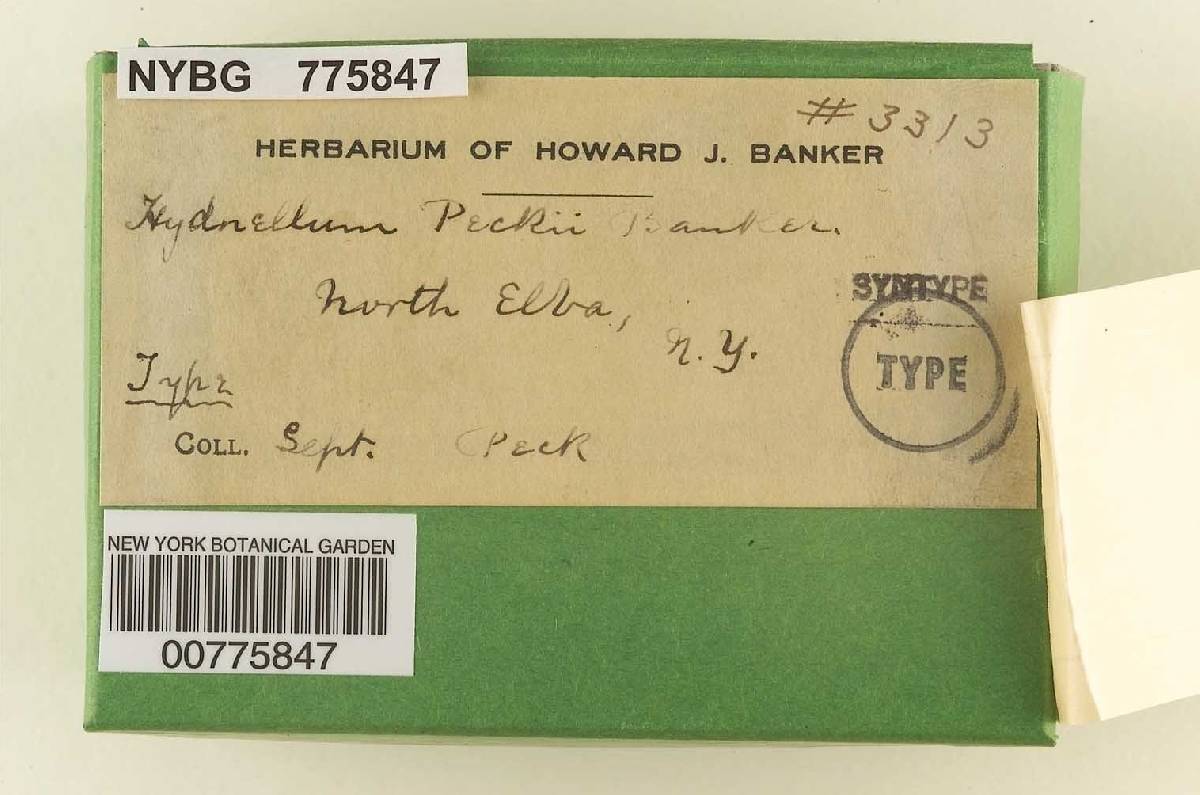 NYBG 775847
# 3313
HERBARIUM OF HOWARD J. BANKER
Hydnellum Peckii Banker.
North Elba,
N. Y.
SYNTYPE
TYPE
Type
COLL. Sept. Peck
NEW YORK BOTANICAL GARDEN
00775847